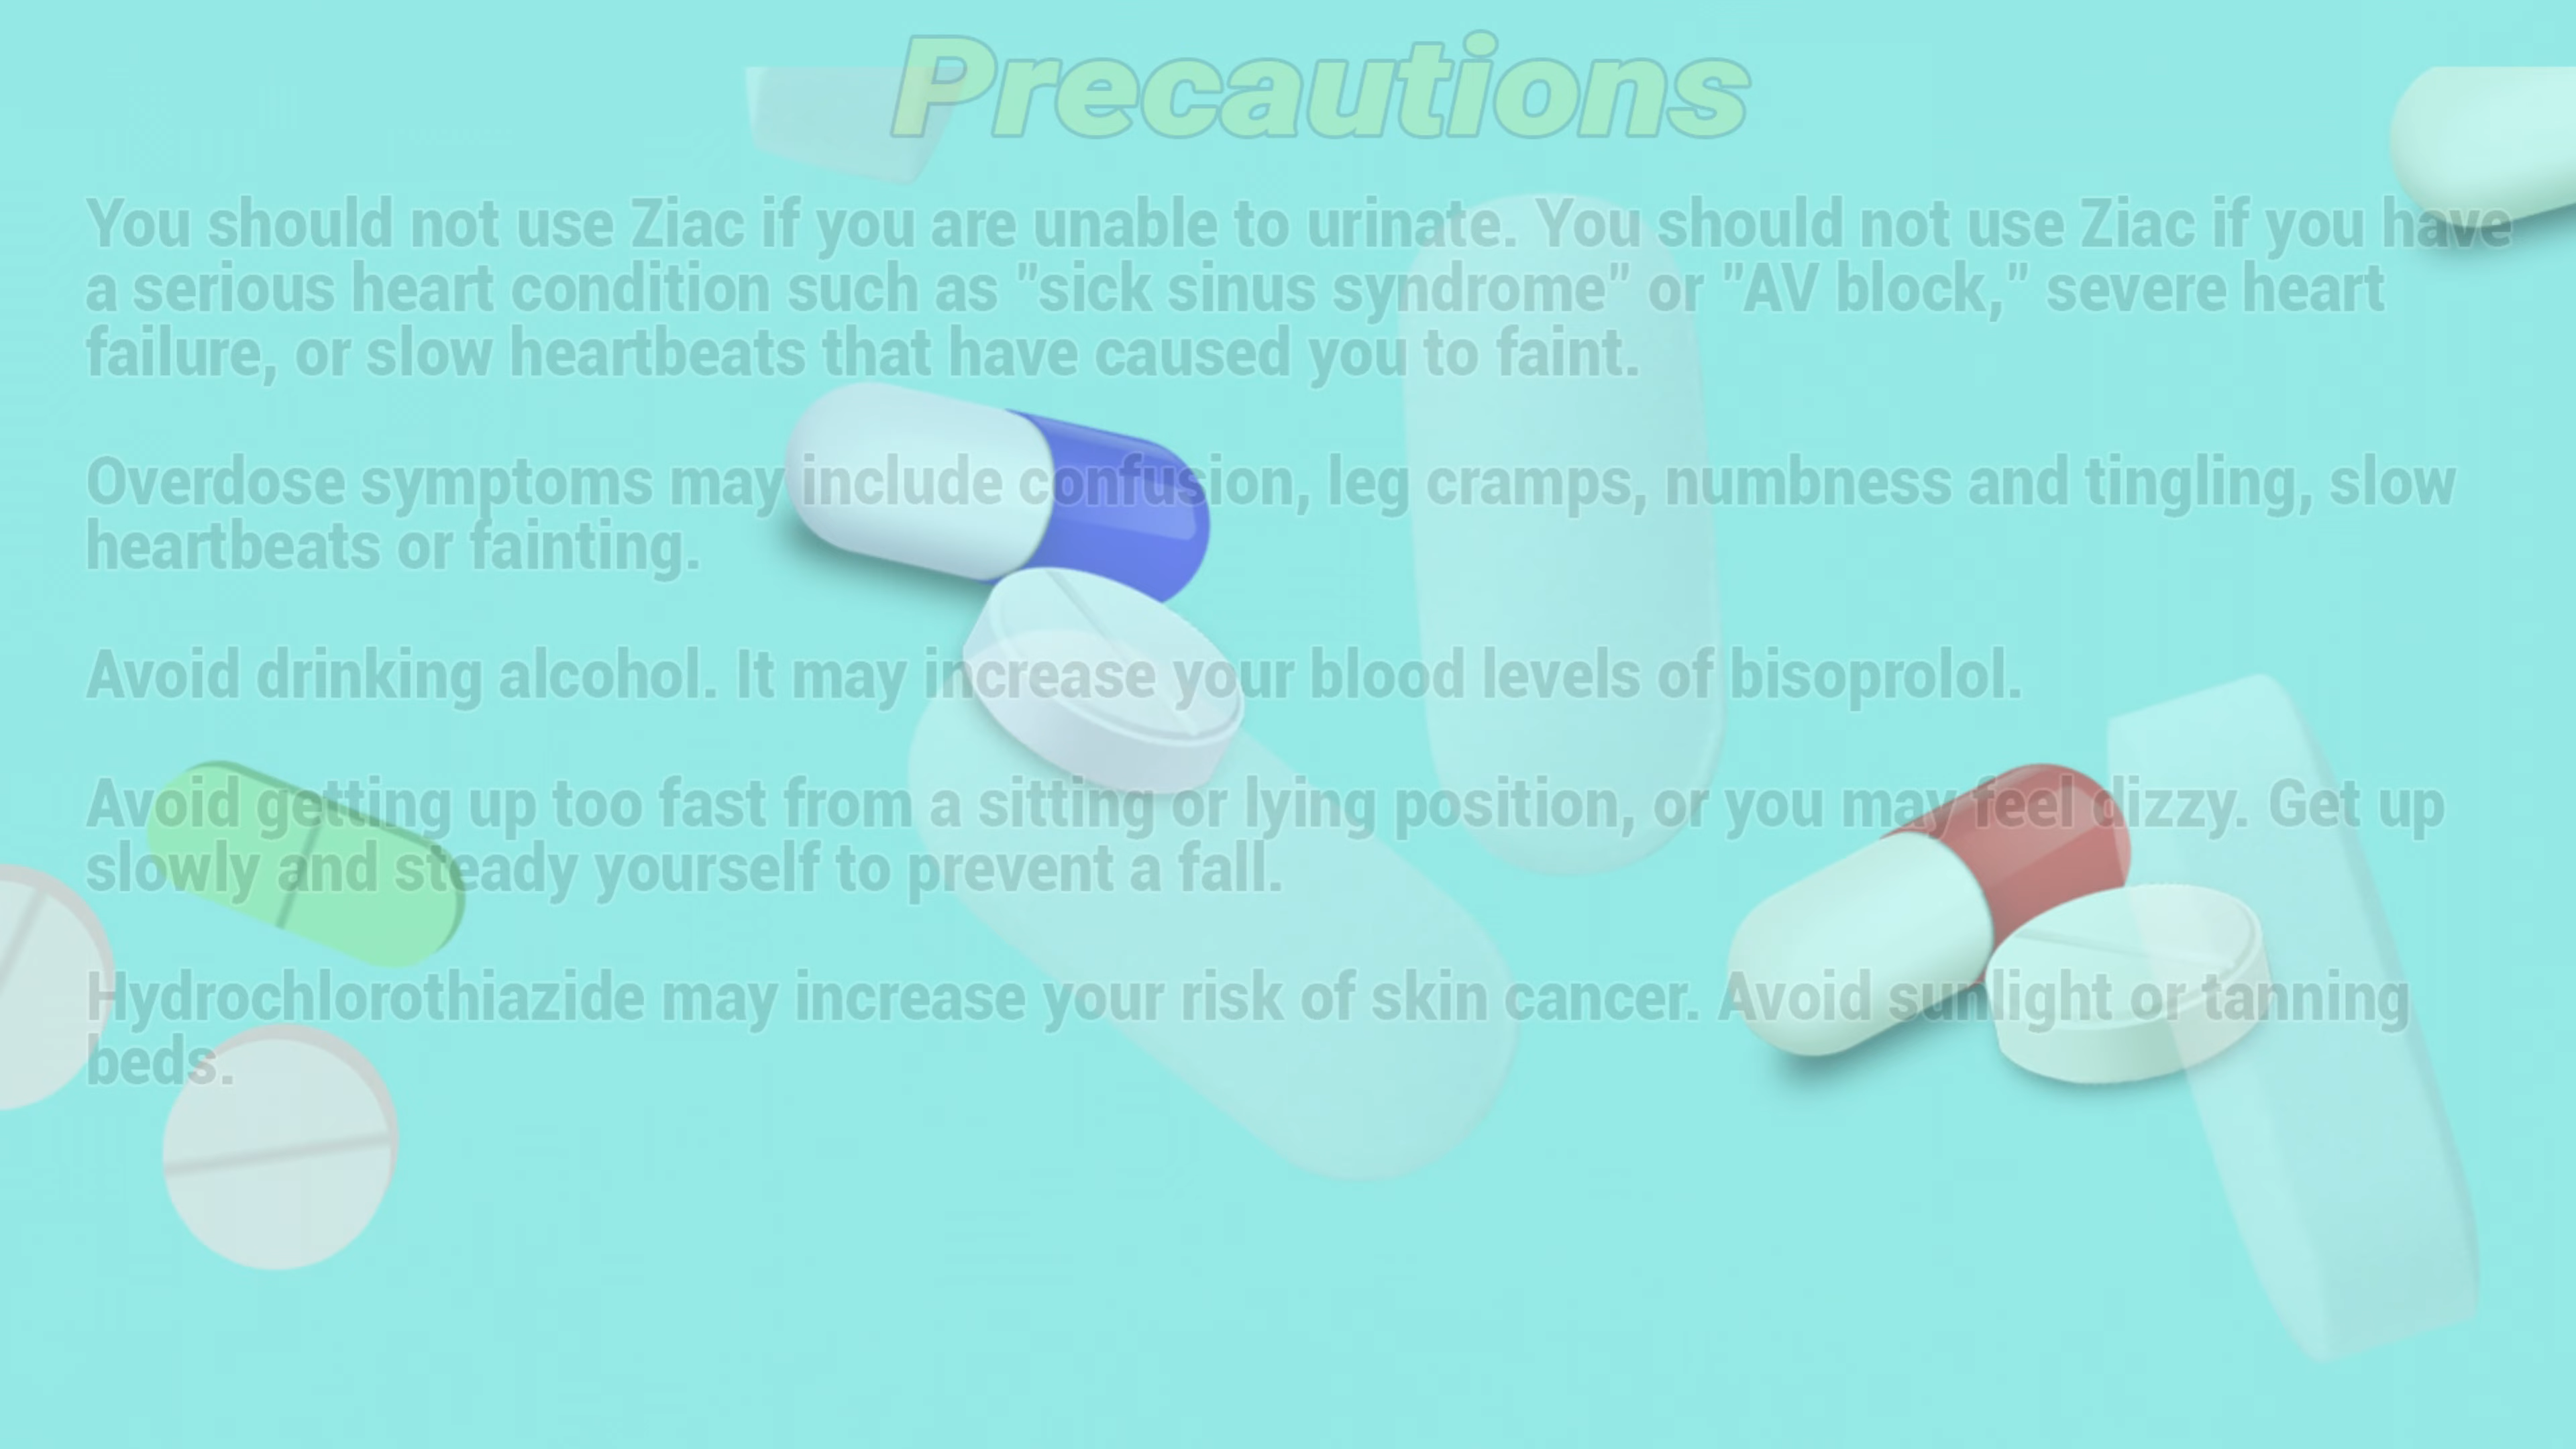 Precautions
You should not use Ziac if you are unable to urinate. You should not use Ziac if you have
a serious heart condition such as "sick sinus syndrome" or "AV block," severe heart
failure, or slow heartbeats that have caused you to faint.
Overdose symptoms may include confusion, leg cramps, numbness and tingling, slow
heartbeats or fainting.
Avoid drinking alcohol. It may increase your blood levels of bisoprolol.
Avoid getting up too fast from a sitting or lying position, or you may feel dizzy. Get up
slowly and steady yourself to prevent a fall.
Hydrochlorothiazide may increase your risk of skin cancer. Avoid sunlight or tanning
beds.